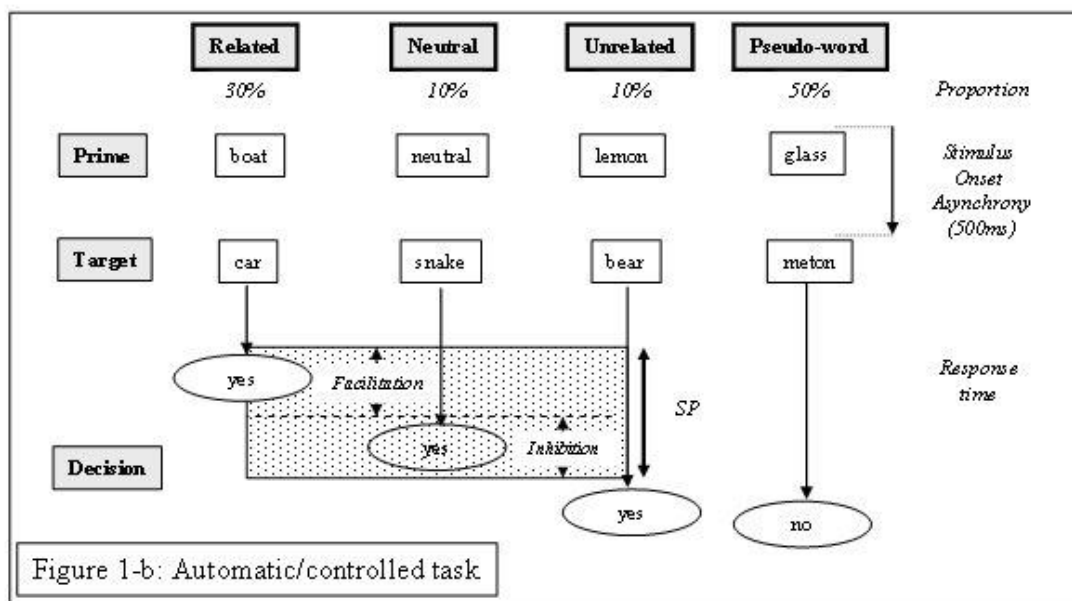 Related Neutral Unrelated Pseudo-word
30% 10% 10% 50% Proportion
Prime boat neutral lemon glass Stimulus
Onset
Asynchrony
(500ms)
Target car snake bear meton
yes Facilitation Response
time
SP
yes Inhibition
Decision
yes no
Figure 1-b: Automatic/controlled task